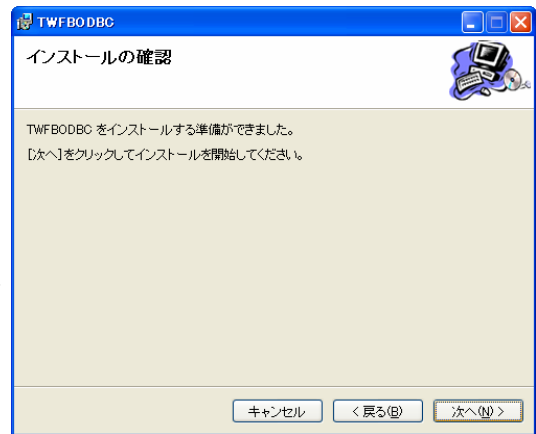 TWFBODBC
インストールの確認
TWFBODBC をインストールする準備ができました。
[次へ]をクリックしてインストールを開始してください。
キャンセル
< 戻る(B)
次へ(N) >